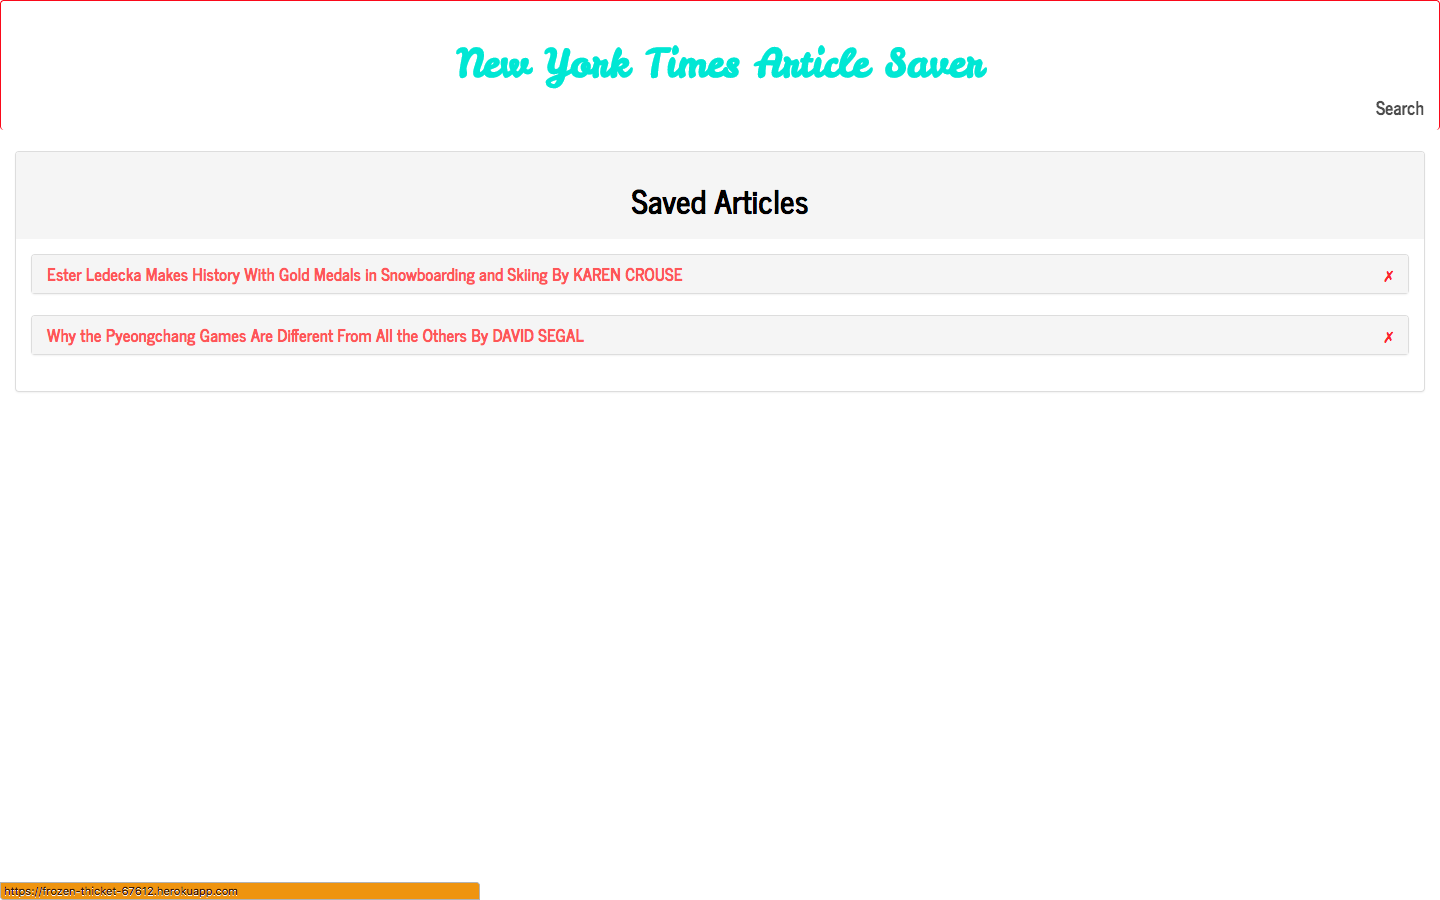 New York Times Article Saver
Search
Saved Articles
Ester Ledecka Makes History With Gold Medals in Snowboarding and Skiing By KAREN CROUSE ✗
Why the Pyeongchang Games Are Different From All the Others By DAVID SEGAL ✗
https://frozen-thicket-67612.herokuapp.com